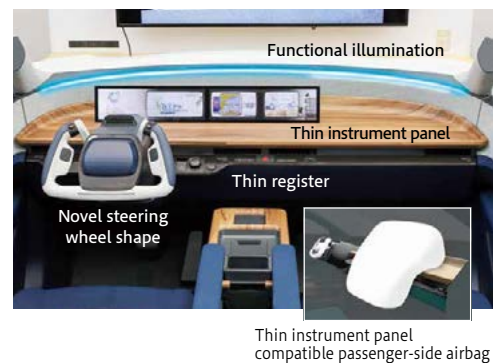 Functional illumination
Thin instrument panel
Thin register
Novel steering
wheel shape
Thin instrument panel
compatible passenger-side airbag